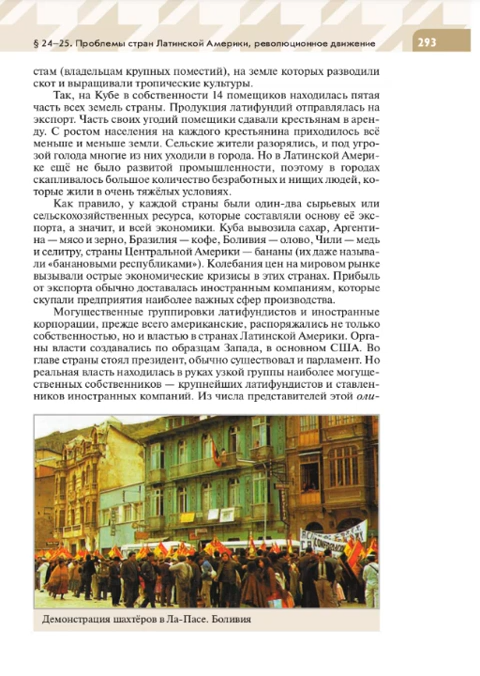 § 24–25. Проблемы стран Латинской Америки, революционное движение 293
стам (владельцам крупных поместий), на земле которых разводили
скот и выращивали тропические культуры.
Так, на Кубе в собственности 14 помещиков находилась пятая
часть всех земель страны. Продукция латифундий отправлялась на
экспорт. Часть своих угодий помещики сдавали крестьянам в арен-
ду. С ростом населения на каждого крестьянина приходилось всё
меньше и меньше земли. Сельские жители разорялись, и под угро-
зой голода многие из них уходили в города. Но в Латинской Амери-
ке ещё не было развитой промышленности, поэтому в городах
скапливалось большое количество безработных и нищих людей, ко-
торые жили в очень тяжёлых условиях.
Как правило, у каждой страны были один-два сырьевых или
сельскохозяйственных ресурса, которые составляли основу её экс-
порта, а значит, и всей экономики. Куба вывозила сахар, Аргенти-
на — мясо и зерно, Бразилия — кофе, Боливия — олово, Чили — медь
и селитру, страны Центральной Америки — бананы (их даже называ-
ли «банановыми республиками»). Колебания цен на мировом рынке
вызывали острые экономические кризисы в этих странах. Прибыль
от экспорта обычно доставалась иностранным компаниям, которые
скупали предприятия наиболее важных сфер производства.
Могущественные группировки латифундистов и иностранные
корпорации, прежде всего американские, распоряжались не только
собственностью, но и властью в странах Латинской Америки. Орга-
ны власти создавались по образцам Запада, в основном США. Во
главе страны стоял президент, обычно существовал и парламент. Но
реальная власть находилась в руках узкой группы наиболее могуще-
ственных собственников — крупнейших латифундистов и ставлен-
ников иностранных компаний. Из числа представителей этой оли-
Демонстрация шахтёров в Ла-Пасе. Боливия